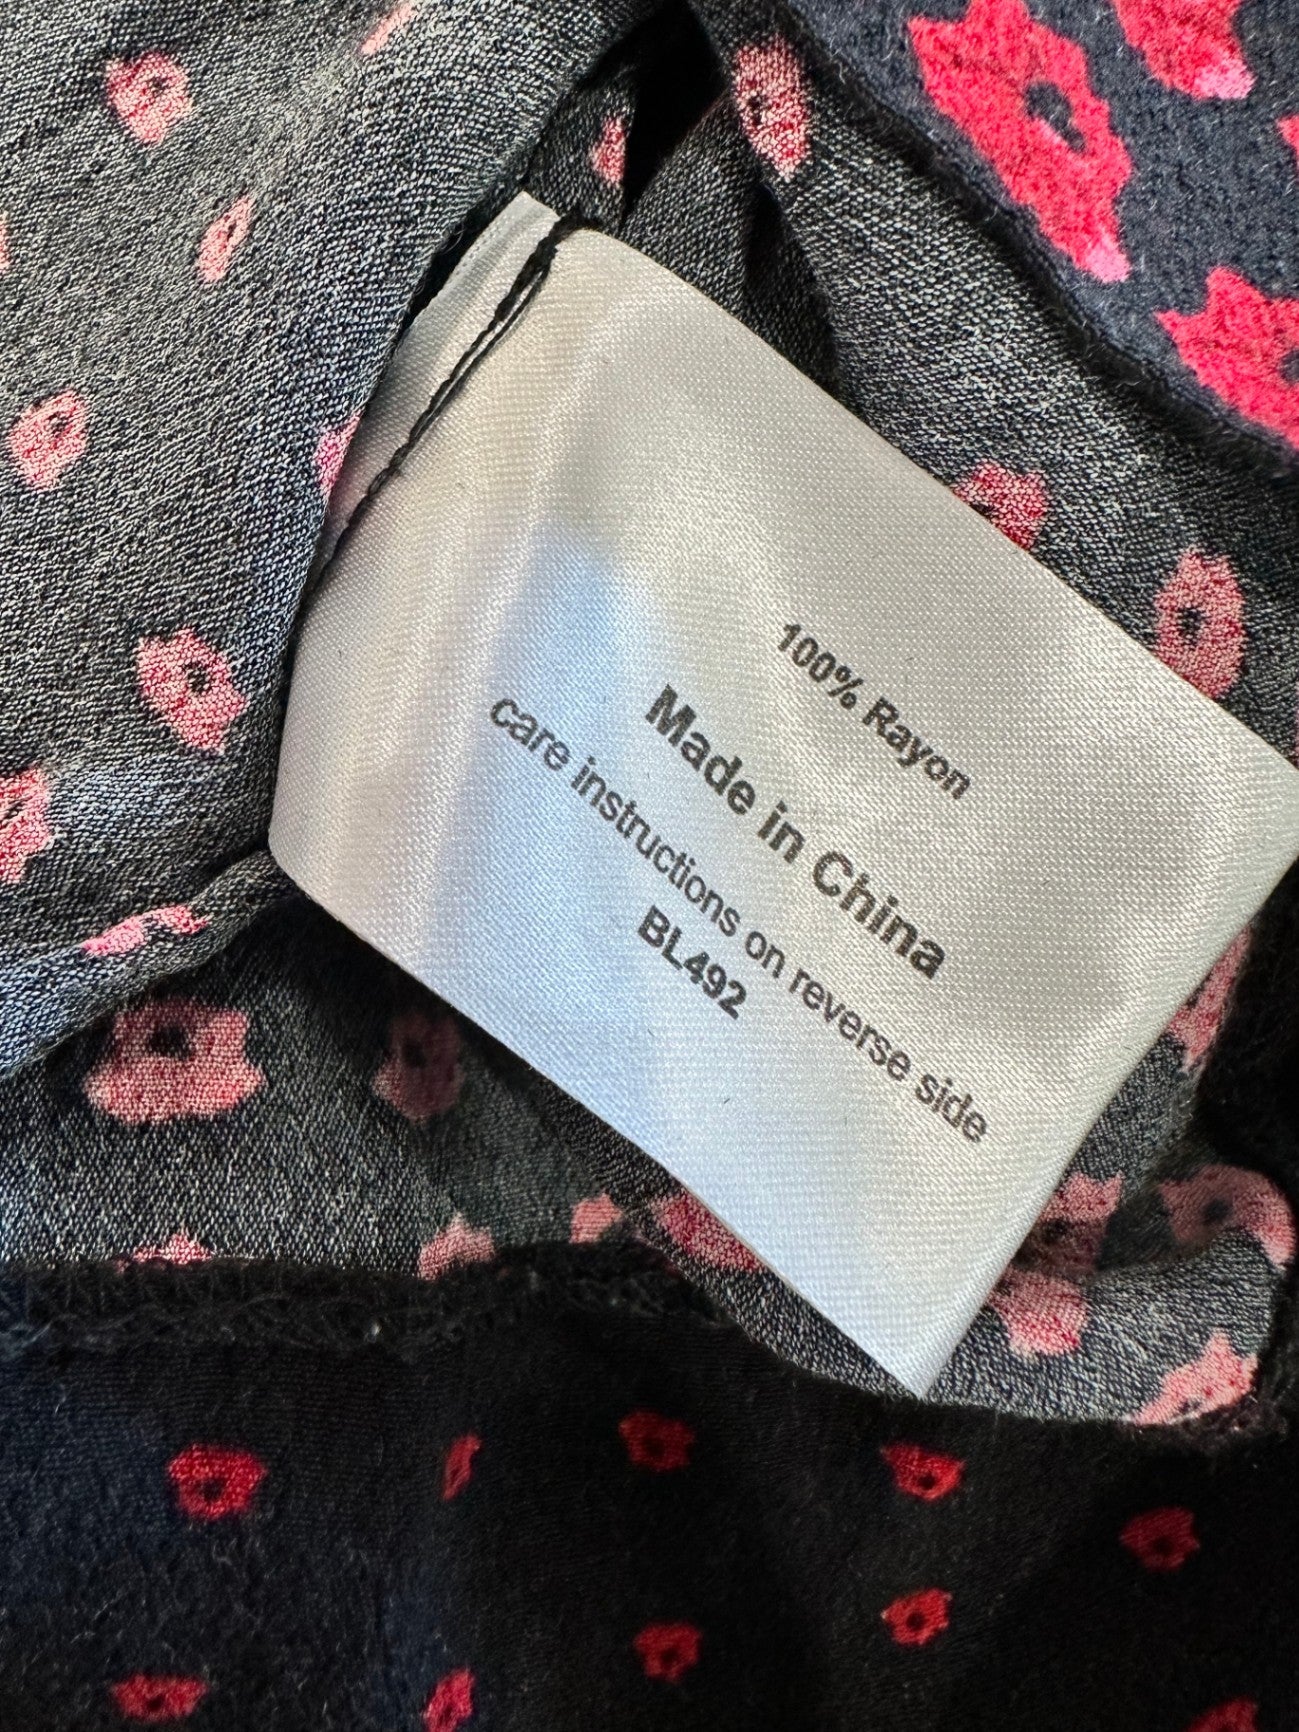 100% Rayon
Made in China
care instructions on reverse side
BL492